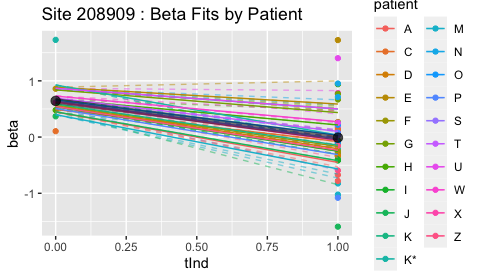 Site 208909 : Beta Fits by Patient
patient
A
C
D
E
F
G
H
I
J
K
K*
M
N
O
P
S
T
U
W
X
Z
beta
1
0
-1
0.00
0.25
0.50
0.75
1.00
tInd